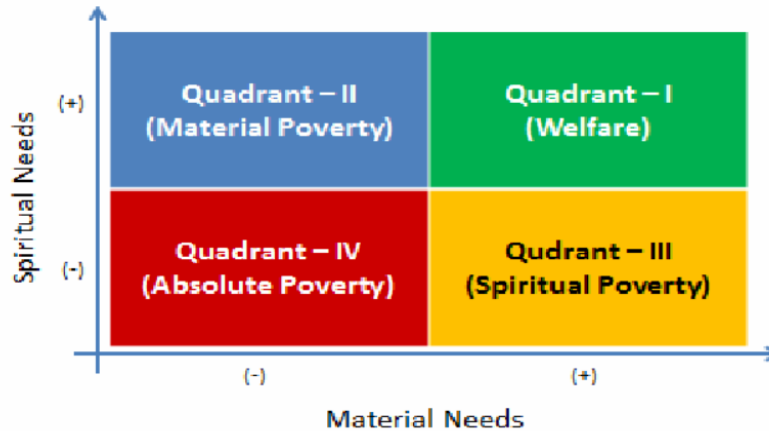 Spiritual Needs
(+)
Quadrant – II
(Material Poverty)
Quadrant – I
(Welfare)
(-)
Quadrant – IV
(Absolute Poverty)
Qudrant – III
(Spiritual Poverty)
(-)
(+)
Material Needs